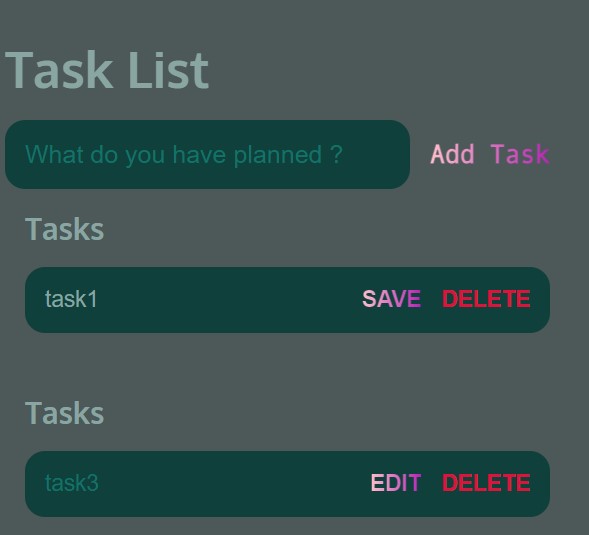 Task List
What do you have planned ? Add Task
Tasks
task1 SAVE DELETE
Tasks
task3 EDIT DELETE